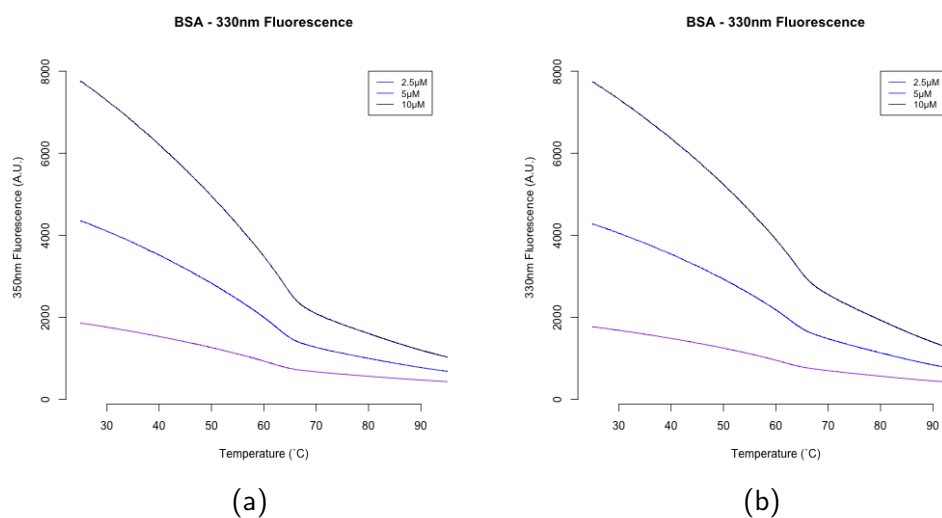 BSA - 330nm Fluorescence
350nm Fluorescence (A.U.)
8000
6000
4000
2000
0
2.5µM
5µM
10µM
30 40 50 60 70 80 90
Temperature (˚C)
(a)
BSA - 330nm Fluorescence
330nm Fluorescence (A.U.)
8000
6000
4000
2000
0
2.5µM
5µM
10µM
30 40 50 60 70 80 90
Temperature (˚C)
(b)